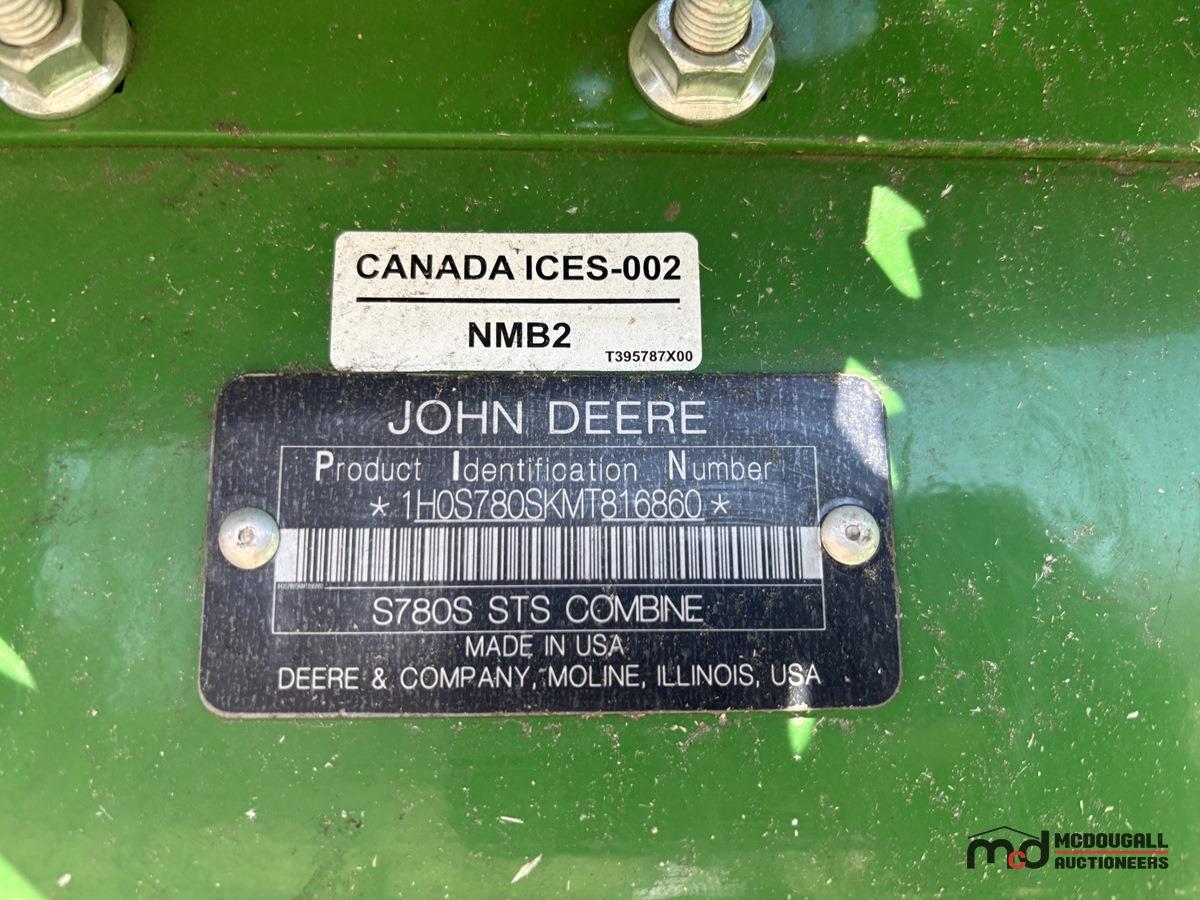 CANADA ICES-002
NMB2
T395787X00
JOHN DEERE
Product Identification Number
*1H0S780SKMT816860*
S780S STS COMBINE
MADE IN USA
DEERE & COMPANY, MOLINE, ILLINOIS, USA
mcd MCDOUGALL
AUCTIONEERS